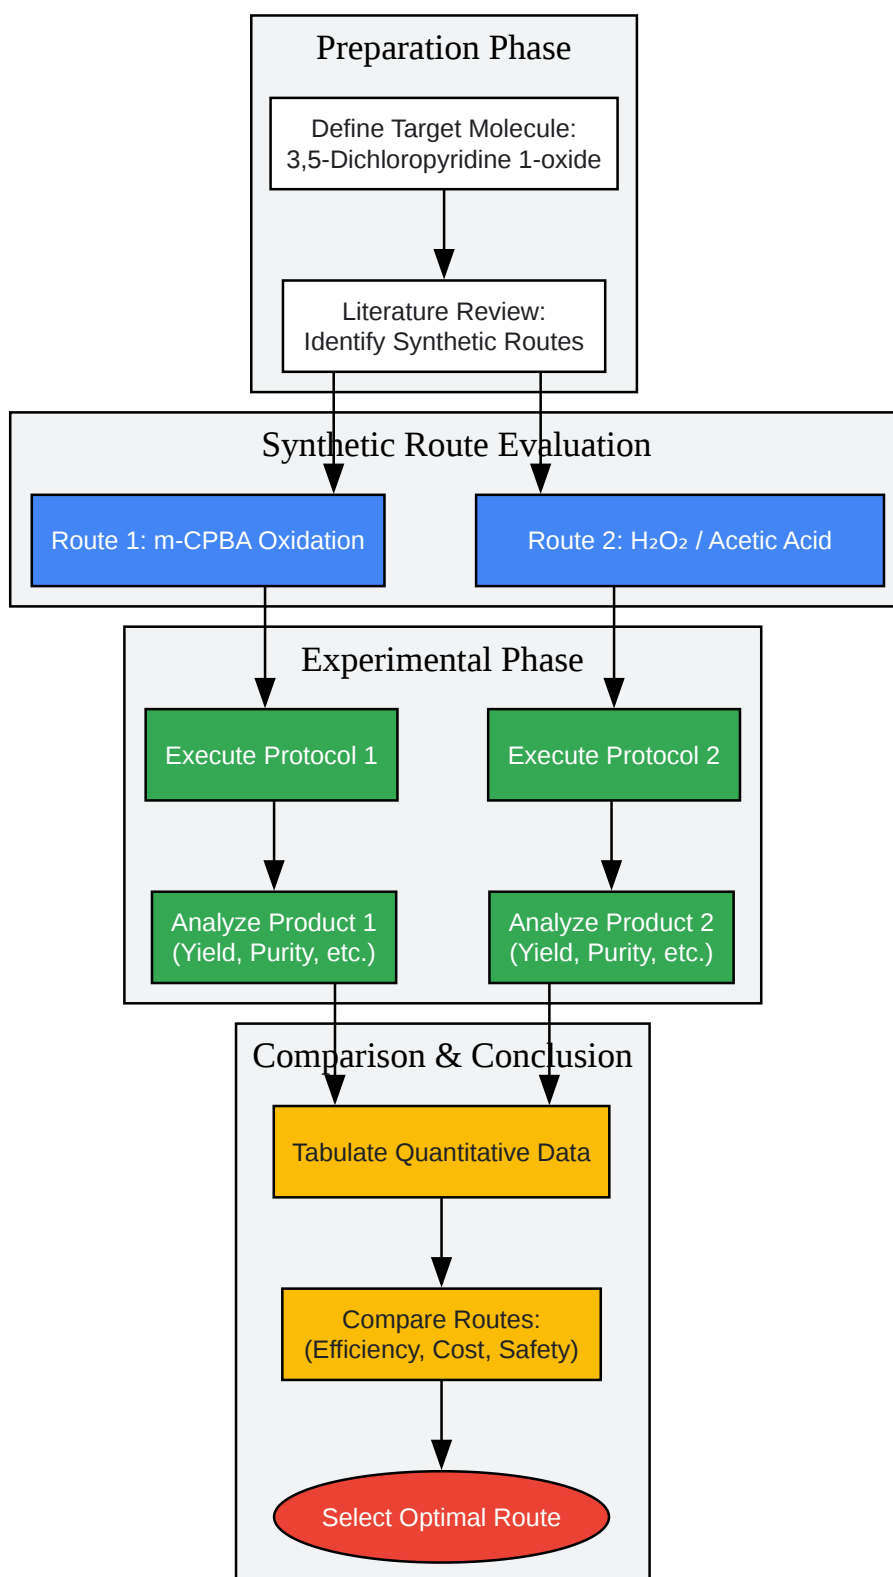 Preparation Phase
Define Target Molecule:
3,5-Dichloropyridine 1-oxide
Literature Review:
Identify Synthetic Routes
Synthetic Route Evaluation
Route 1: m-CPBA Oxidation
Route 2: H₂O₂ / Acetic Acid
Experimental Phase
Execute Protocol 1
Execute Protocol 2
Analyze Product 1
(Yield, Purity, etc.)
Analyze Product 2
(Yield, Purity, etc.)
Comparison & Conclusion
Tabulate Quantitative Data
Compare Routes:
(Efficiency, Cost, Safety)
Select Optimal Route